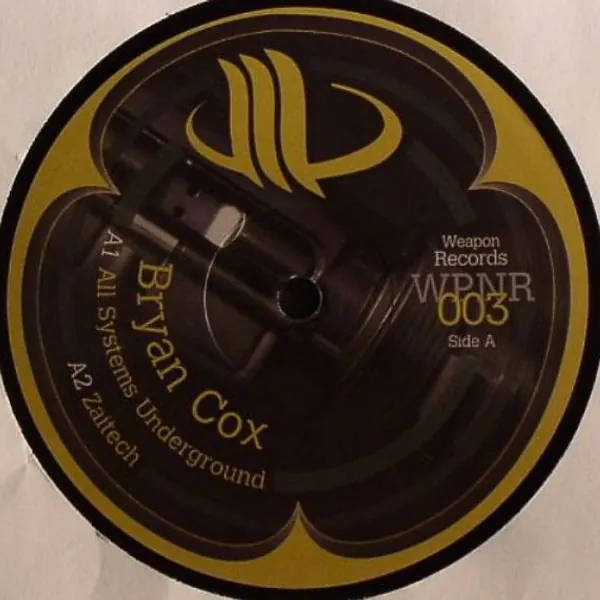 Bryan Cox
A1 All Systems Underground
A2 Zaitech
Weapon
Records
WPNR
003
Side A